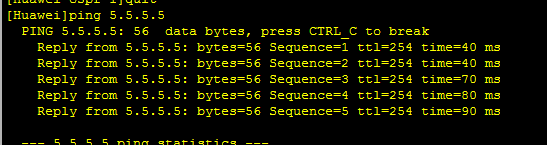 [Huawei-ospf-1]quit
[Huawei]ping 5.5.5.5
PING 5.5.5.5: 56  data bytes, press CTRL_C to break
Reply from 5.5.5.5: bytes=56 Sequence=1 ttl=254 time=40 ms
Reply from 5.5.5.5: bytes=56 Sequence=2 ttl=254 time=40 ms
Reply from 5.5.5.5: bytes=56 Sequence=3 ttl=254 time=70 ms
Reply from 5.5.5.5: bytes=56 Sequence=4 ttl=254 time=80 ms
Reply from 5.5.5.5: bytes=56 Sequence=5 ttl=254 time=90 ms
--- 5.5.5.5 ping statistics ---